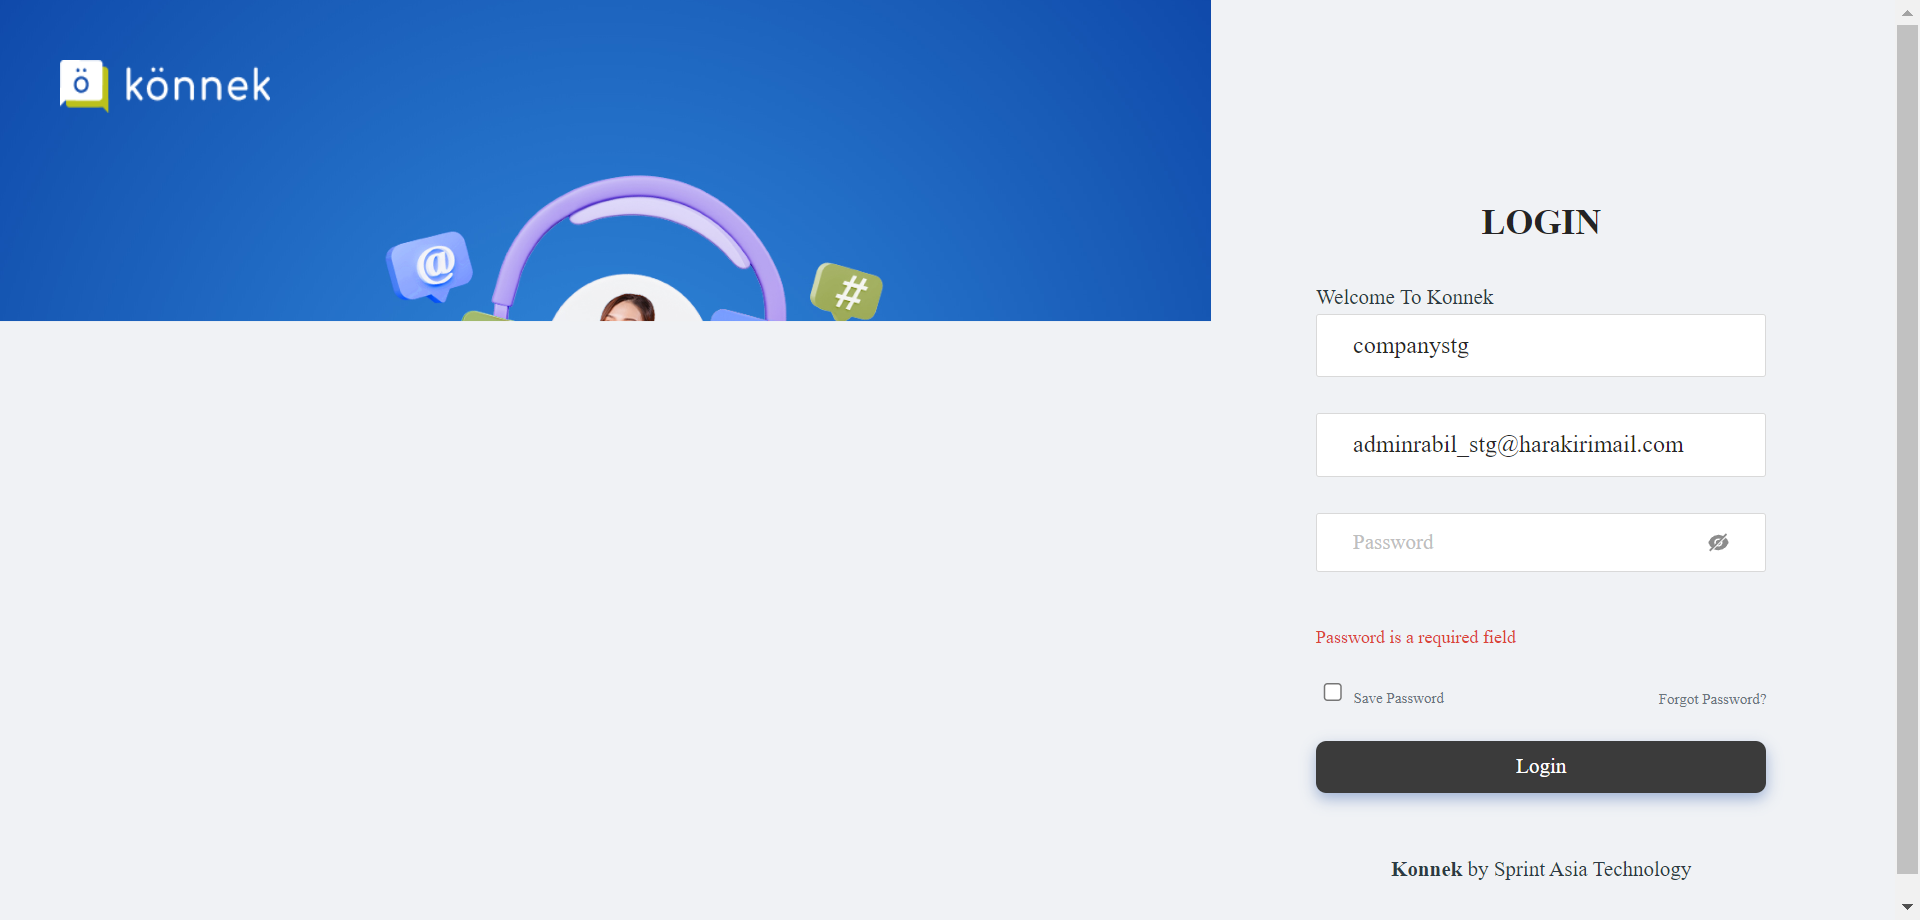 ö könnek
@
#
LOGIN
Welcome To Konnek
companystg
adminrabil_stg@harakirimail.com
Password
Password is a required field
Save Password
Forgot Password?
Login
Konnek by Sprint Asia Technology